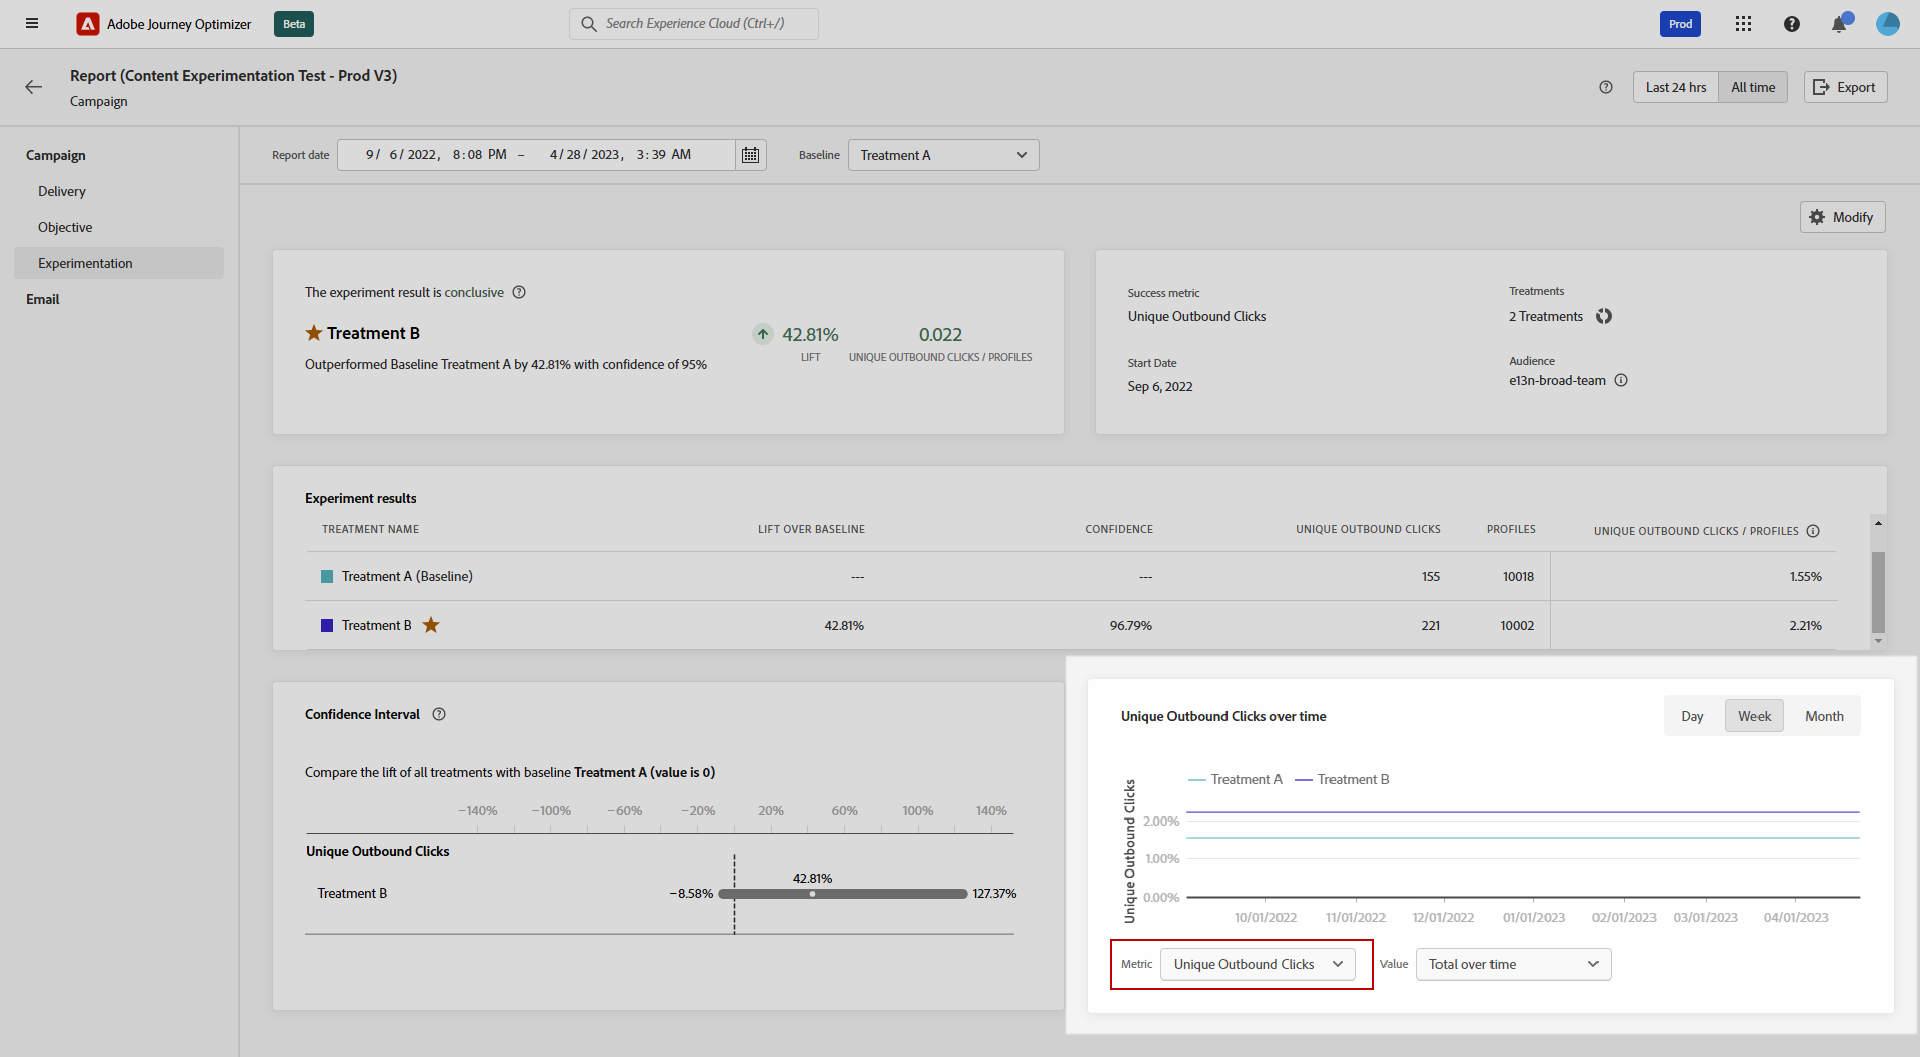 Adobe Journey Optimizer Beta Search Experience Cloud (Ctrl+/) Prod
Report (Content Experimentation Test - Prod V3)
Campaign
Last 24 hrs All time Export
Campaign
Delivery
Objective
Experimentation
Email
Report date 9/ 6/ 2022, 8:08 PM – 4/28/ 2023, 3:39 AM Baseline Treatment A
Modify
The experiment result is conclusive
Treatment B
Outperformed Baseline Treatment A by 42.81% with confidence of 95%
42.81%
LIFT
0.022
UNIQUE OUTBOUND CLICKS / PROFILES
Success metric
Unique Outbound Clicks
Treatments
2 Treatments
Start Date
Sep 6, 2022
Audience
e13n-broad-team
Experiment results
TREATMENT NAME LIFT OVER BASELINE CONFIDENCE UNIQUE OUTBOUND CLICKS PROFILES UNIQUE OUTBOUND CLICKS / PROFILES
Treatment A (Baseline) --- --- 155 10018 1.55%
Treatment B 42.81% 96.79% 221 10002 2.21%
Confidence Interval
Compare the lift of all treatments with baseline Treatment A (value is 0)
−140% −100% −60% −20% 20% 60% 100% 140%
Unique Outbound Clicks
42.81%
Treatment B −8.58% 127.37%
Unique Outbound Clicks over time
Day Week Month
Treatment A Treatment B
Unique Outbound Clicks
2.00%
1.00%
0.00%
10/01/2022 11/01/2022 12/01/2022 01/01/2023 02/01/2023 03/01/2023 04/01/2023
Metric Unique Outbound Clicks Value Total over time